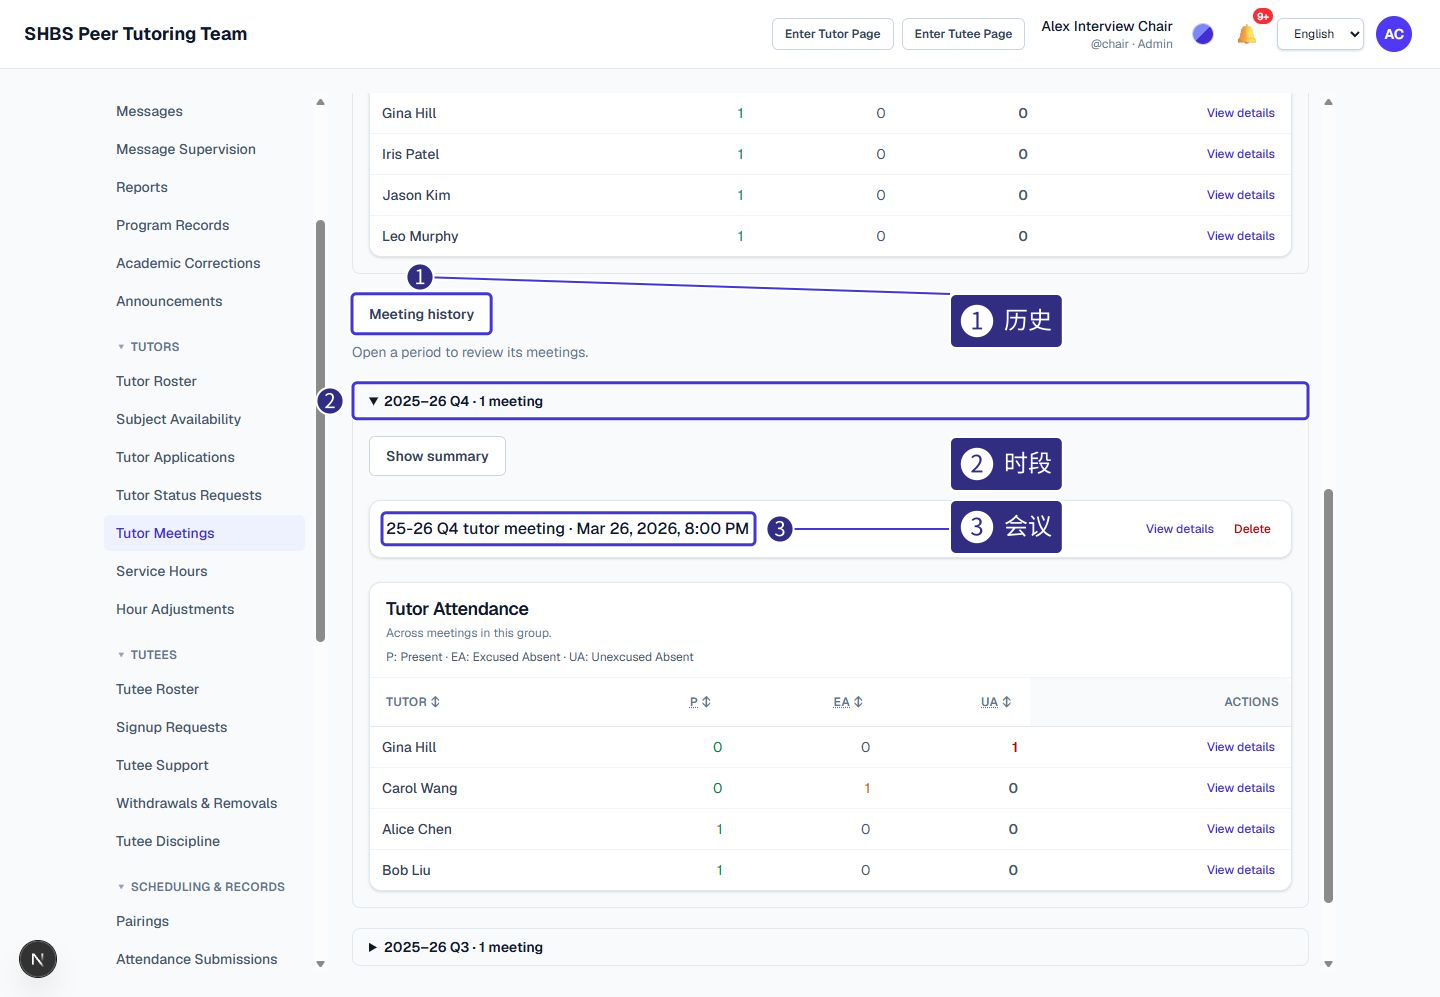 SHBS Peer Tutoring Team
Enter Tutor Page
Enter Tutee Page
Alex Interview Chair
@chair · Admin
9+
English
AC
Messages
Message Supervision
Reports
Program Records
Academic Corrections
Announcements
TUTORS
Tutor Roster
Subject Availability
Tutor Applications
Tutor Status Requests
Tutor Meetings
Service Hours
Hour Adjustments
TUTEES
Tutee Roster
Signup Requests
Tutee Support
Withdrawals & Removals
Tutee Discipline
SCHEDULING & RECORDS
Pairings
Attendance Submissions
N
Gina Hill 1 0 0 View details
Iris Patel 1 0 0 View details
Jason Kim 1 0 0 View details
Leo Murphy 1 0 0 View details
1
Meeting history
1 历史
Open a period to review its meetings.
2
2025–26 Q4 · 1 meeting
Show summary
2 时段
25-26 Q4 tutor meeting · Mar 26, 2026, 8:00 PM
3
3 会议
View details Delete
Tutor Attendance
Across meetings in this group.
P: Present · EA: Excused Absent · UA: Unexcused Absent
TUTOR P EA UA ACTIONS
Gina Hill 0 0 1 View details
Carol Wang 0 1 0 View details
Alice Chen 1 0 0 View details
Bob Liu 1 0 0 View details
2025–26 Q3 · 1 meeting